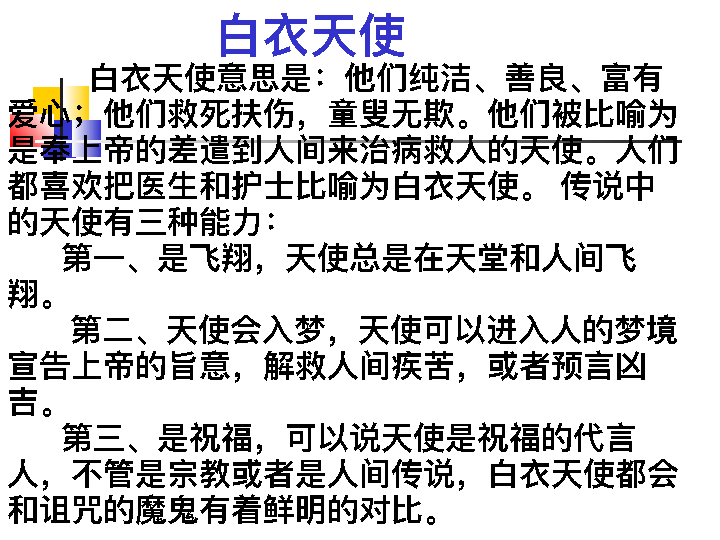 白衣天使
白衣天使意思是：他们纯洁、善良、富有
爱心；他们救死扶伤，童叟无欺。他们被比喻为
是奉上帝的差遣到人间来治病救人的天使。人们
都喜欢把医生和护士比喻为白衣天使。 传说中
的天使有三种能力：
第一、是飞翔，天使总是在天堂和人间飞
翔。
第二、天使会入梦，天使可以进入人的梦境
宣告上帝的旨意，解救人间疾苦，或者预言凶
吉。
第三、是祝福，可以说天使是祝福的代言
人，不管是宗教或者是人间传说，白衣天使都会
和诅咒的魔鬼有着鲜明的对比。